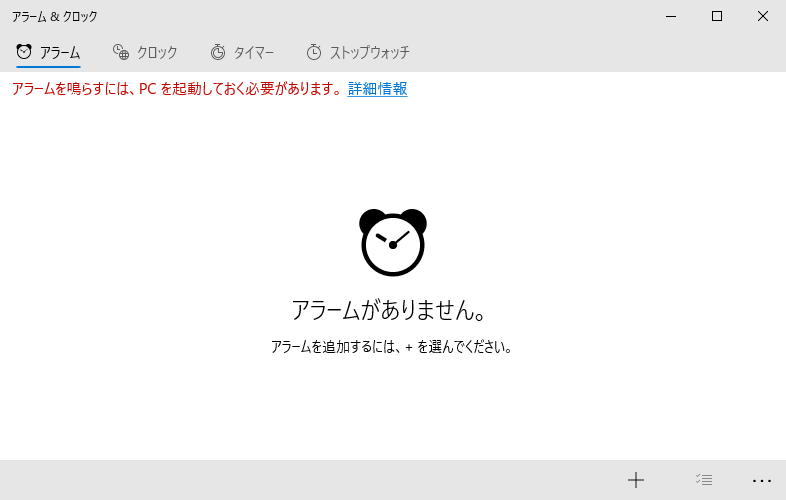 アラーム & クロック
アラーム クロック タイマー ストップウォッチ
アラームを鳴らすには、PC を起動しておく必要があります。 詳細情報
アラームがありません。
アラームを追加するには、+ を選んでください。